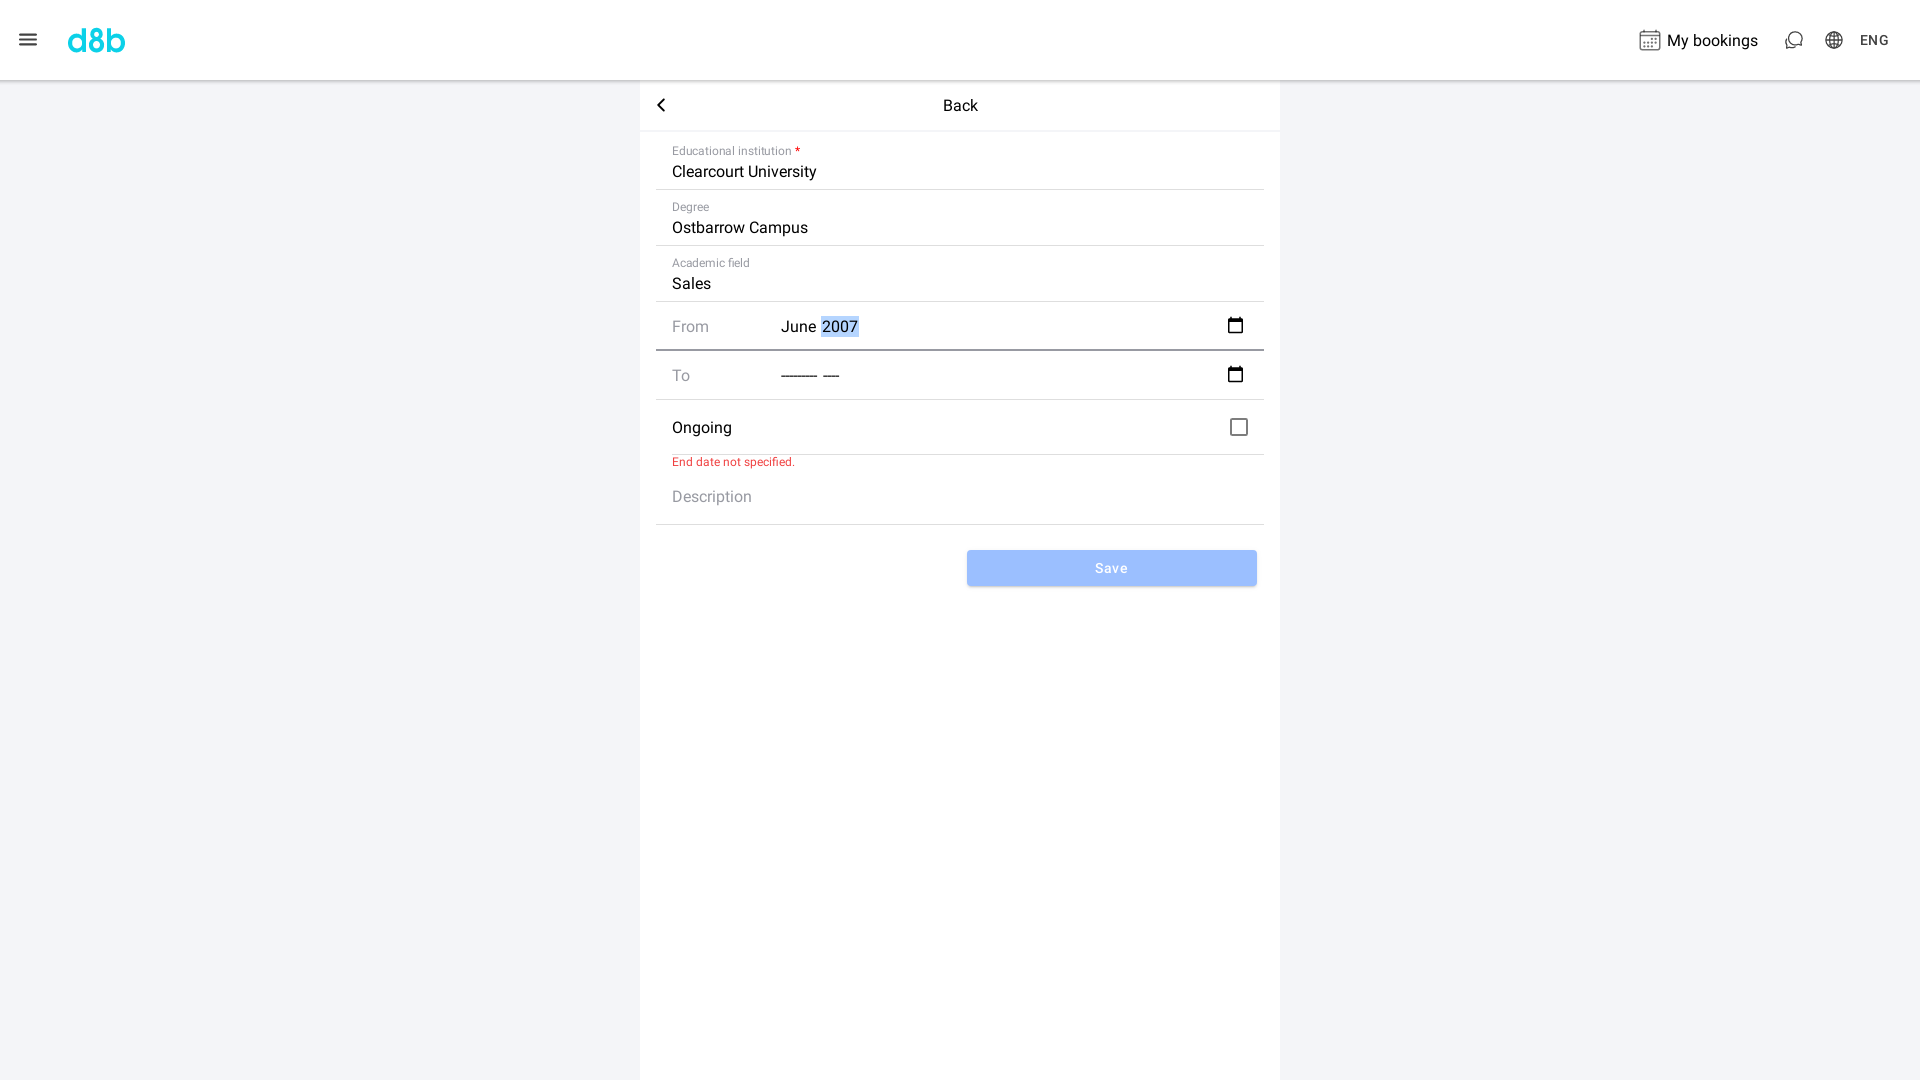 d8b
My bookings
ENG
Back
Educational institution *
Clearcourt University
Degree
Ostbarrow Campus
Academic field
Sales
From June 2007
To --------- ----
Ongoing
End date not specified.
Description
Save